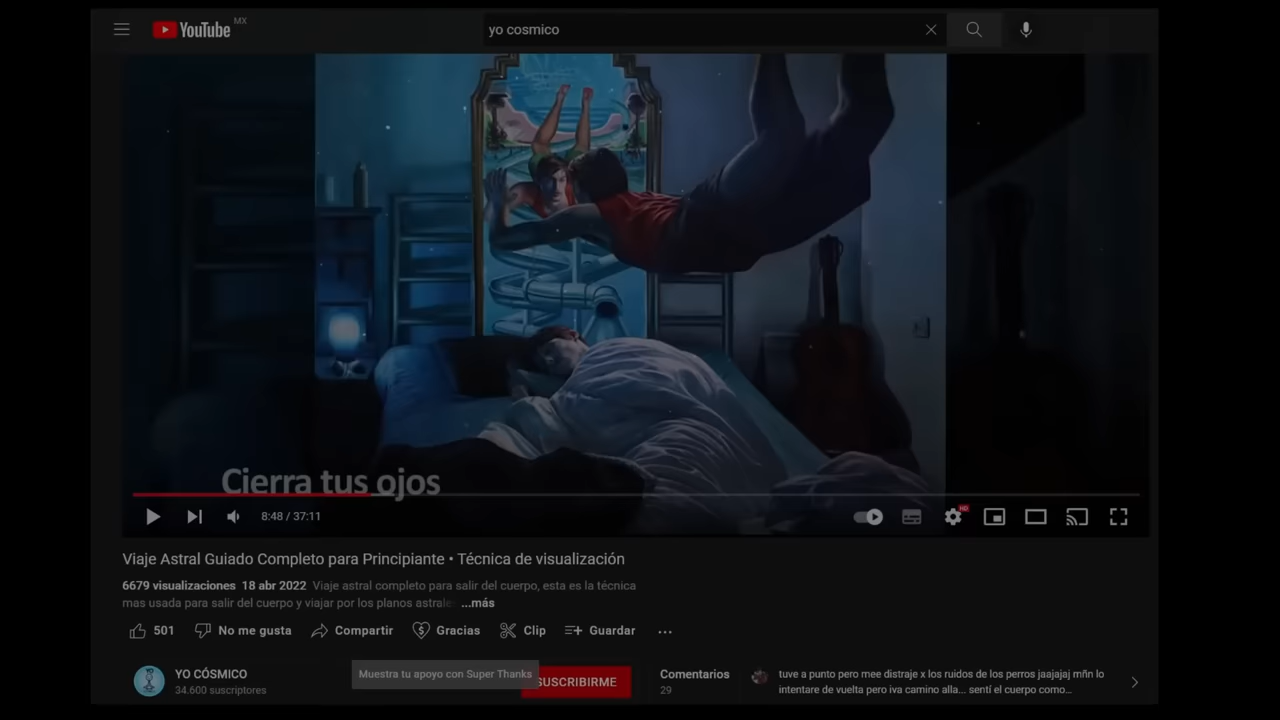 YouTube MX
yo cosmico
Cierra tus ojos
8:48 / 37:11
HD
Viaje Astral Guiado Completo para Principiante • Técnica de visualización
6679 visualizaciones 18 abr 2022 Viaje astral completo para salir del cuerpo, esta es la técnica
mas usada para salir del cuerpo y viajar por los planos astrales ...más
501 No me gusta Compartir Gracias Clip Guardar
YO CÓSMICO
34.600 suscriptores
Muestra tu apoyo con Super Thanks
SUSCRIBIRME
Comentarios
29
tuve a punto pero mee distraje x los ruidos de los perros jaajajaj mñn lo
intentare de vuelta pero iva camino alla... sentí el cuerpo como...